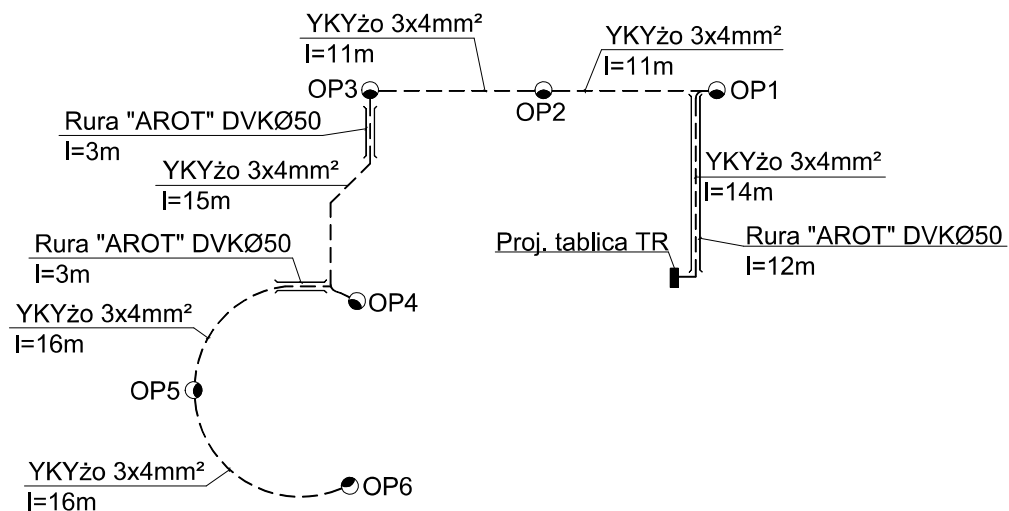 YKYżo 3x4mm²
l=11m
YKYżo 3x4mm²
l=11m
OP3
OP2
OP1
Rura "AROT" DVKØ50
l=3m
YKYżo 3x4mm²
l=15m
YKYżo 3x4mm²
l=14m
Rura "AROT" DVKØ50
l=3m
Proj. tablica TR
Rura "AROT" DVKØ50
l=12m
OP4
YKYżo 3x4mm²
l=16m
OP5
YKYżo 3x4mm²
l=16m
OP6